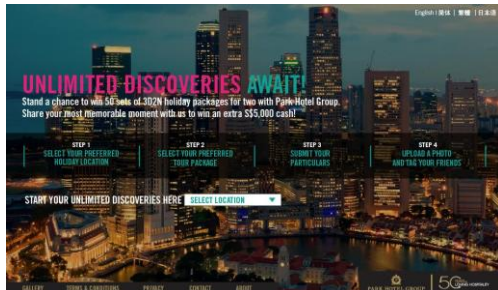 English | 简体 | 繁體 | 日本語
UNLIMITED DISCOVERIES AWAIT!
Stand a chance to win 50 sets of 3D2N holiday packages for two with Park Hotel Group.
Share your most memorable moment with us to win an extra S$5,000 cash!
STEP 1
SELECT YOUR PREFERRED
HOLIDAY LOCATION
STEP 2
SELECT YOUR PREFERRED
TOUR PACKAGE
STEP 3
SUBMIT YOUR
PARTICULARS
STEP 4
UPLOAD A PHOTO
AND TAG YOUR FRIENDS
START YOUR UNLIMITED DISCOVERIES HERE SELECT LOCATION
GALLERY TERMS & CONDITIONS PRIVACY CONTACT ABOUT
PARK HOTEL GROUP
50